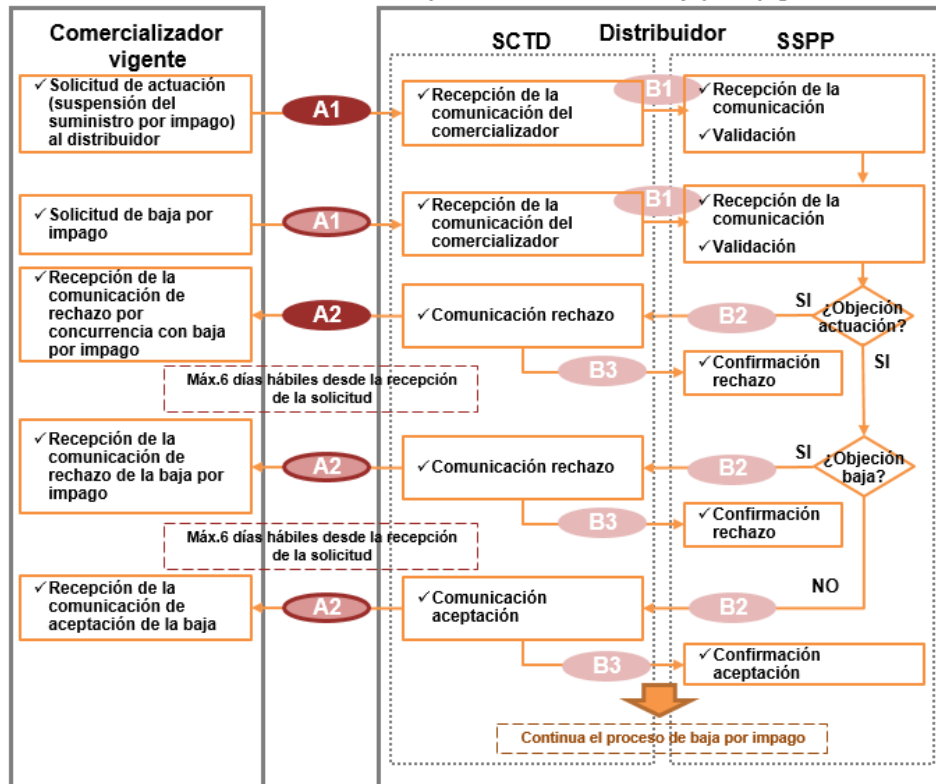 Comercializador
vigente
Distribuidor
SCTD
SSPP
✓Solicitud de actuación
(suspensión del
suministro por impago)
al distribuidor
A1
✓Recepción de la
comunicación del
comercializador
B1
✓Recepción de la
comunicación
✓Validación
✓Solicitud de baja por
impago
A1
✓Recepción de la
comunicación del
comercializador
B1
✓Recepción de la
comunicación
✓Validación
✓Recepción de la
comunicación de
rechazo por
concurrencia con baja
por impago
A2
✓Comunicación rechazo
B2
SI
¿Objeción
actuación?
SI
B3
✓Confirmación
rechazo
Máx.6 días hábiles desde la recepción
de la solicitud
✓Recepción de la
comunicación de
rechazo de la baja por
impago
A2
✓Comunicación rechazo
B2
SI
¿Objeción
baja?
B3
✓Confirmación
rechazo
Máx.6 días hábiles desde la recepción
de la solicitud
✓Recepción de la
comunicación de
aceptación de la baja
A2
✓Comunicación
aceptación
B2
NO
B3
✓Confirmación
aceptación
Continua el proceso de baja por impago